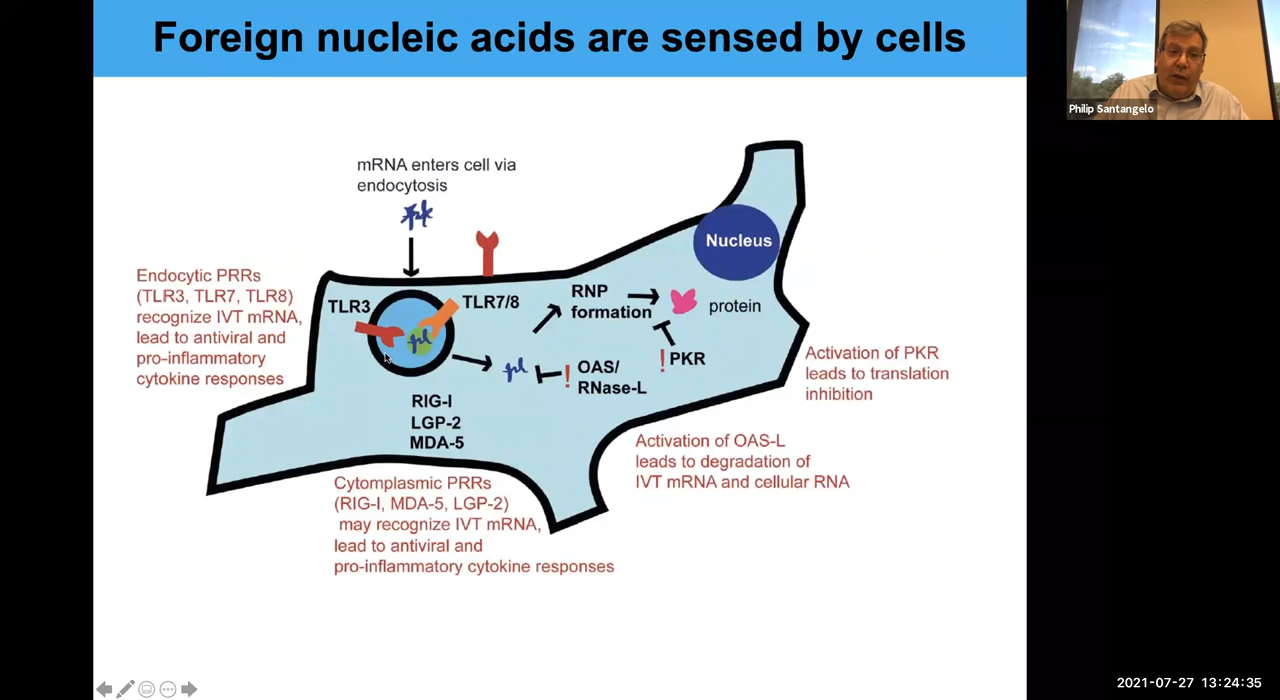 Foreign nucleic acids are sensed by cells
Philip Santangelo
mRNA enters cell via
endocytosis
Nucleus
Endocytic PRRs
(TLR3, TLR7, TLR8)
recognize IVT mRNA,
lead to antiviral and
pro-inflammatory
cytokine responses
TLR3
TLR7/8
RNP
formation
protein
! PKR
! OAS/
RNase-L
RIG-I
LGP-2
MDA-5
Activation of PKR
leads to translation
inhibition
Activation of OAS-L
leads to degradation of
IVT mRNA and cellular RNA
Cytomplasmic PRRs
(RIG-I, MDA-5, LGP-2)
may recognize IVT mRNA,
lead to antiviral and
pro-inflammatory cytokine responses
2021-07-27 13:24:35